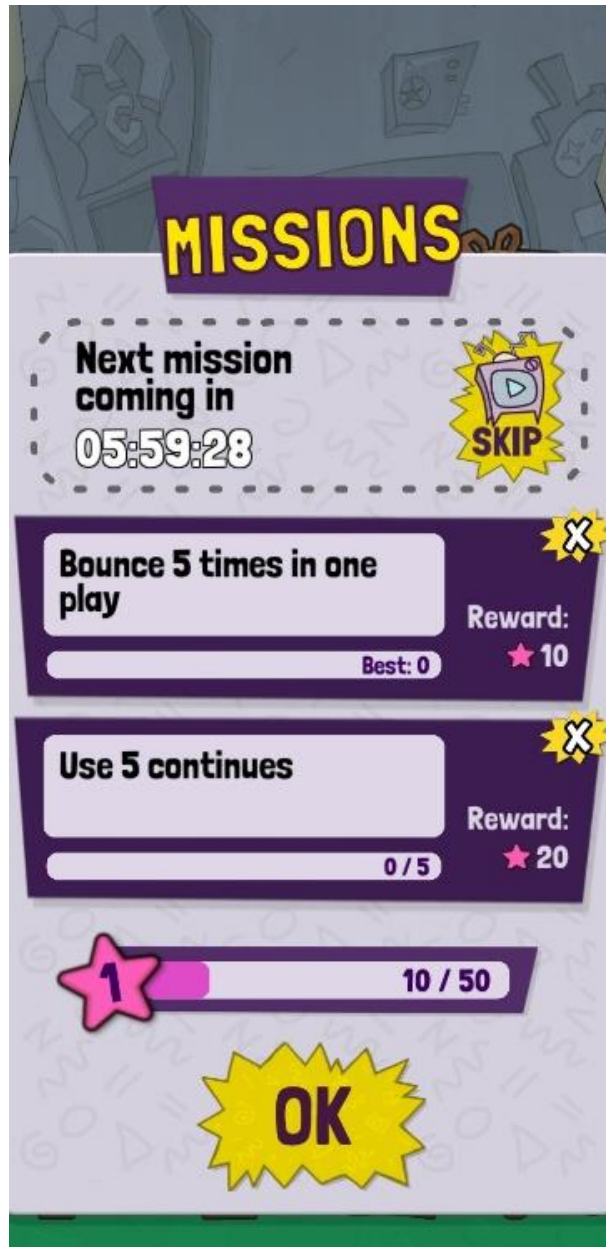 MISSIONS
Next mission
coming in
05:59:28
SKIP
X
Bounce 5 times in one
play
Best: 0
Reward:
10
X
Use 5 continues
0 / 5
Reward:
20
1
10 / 50
OK